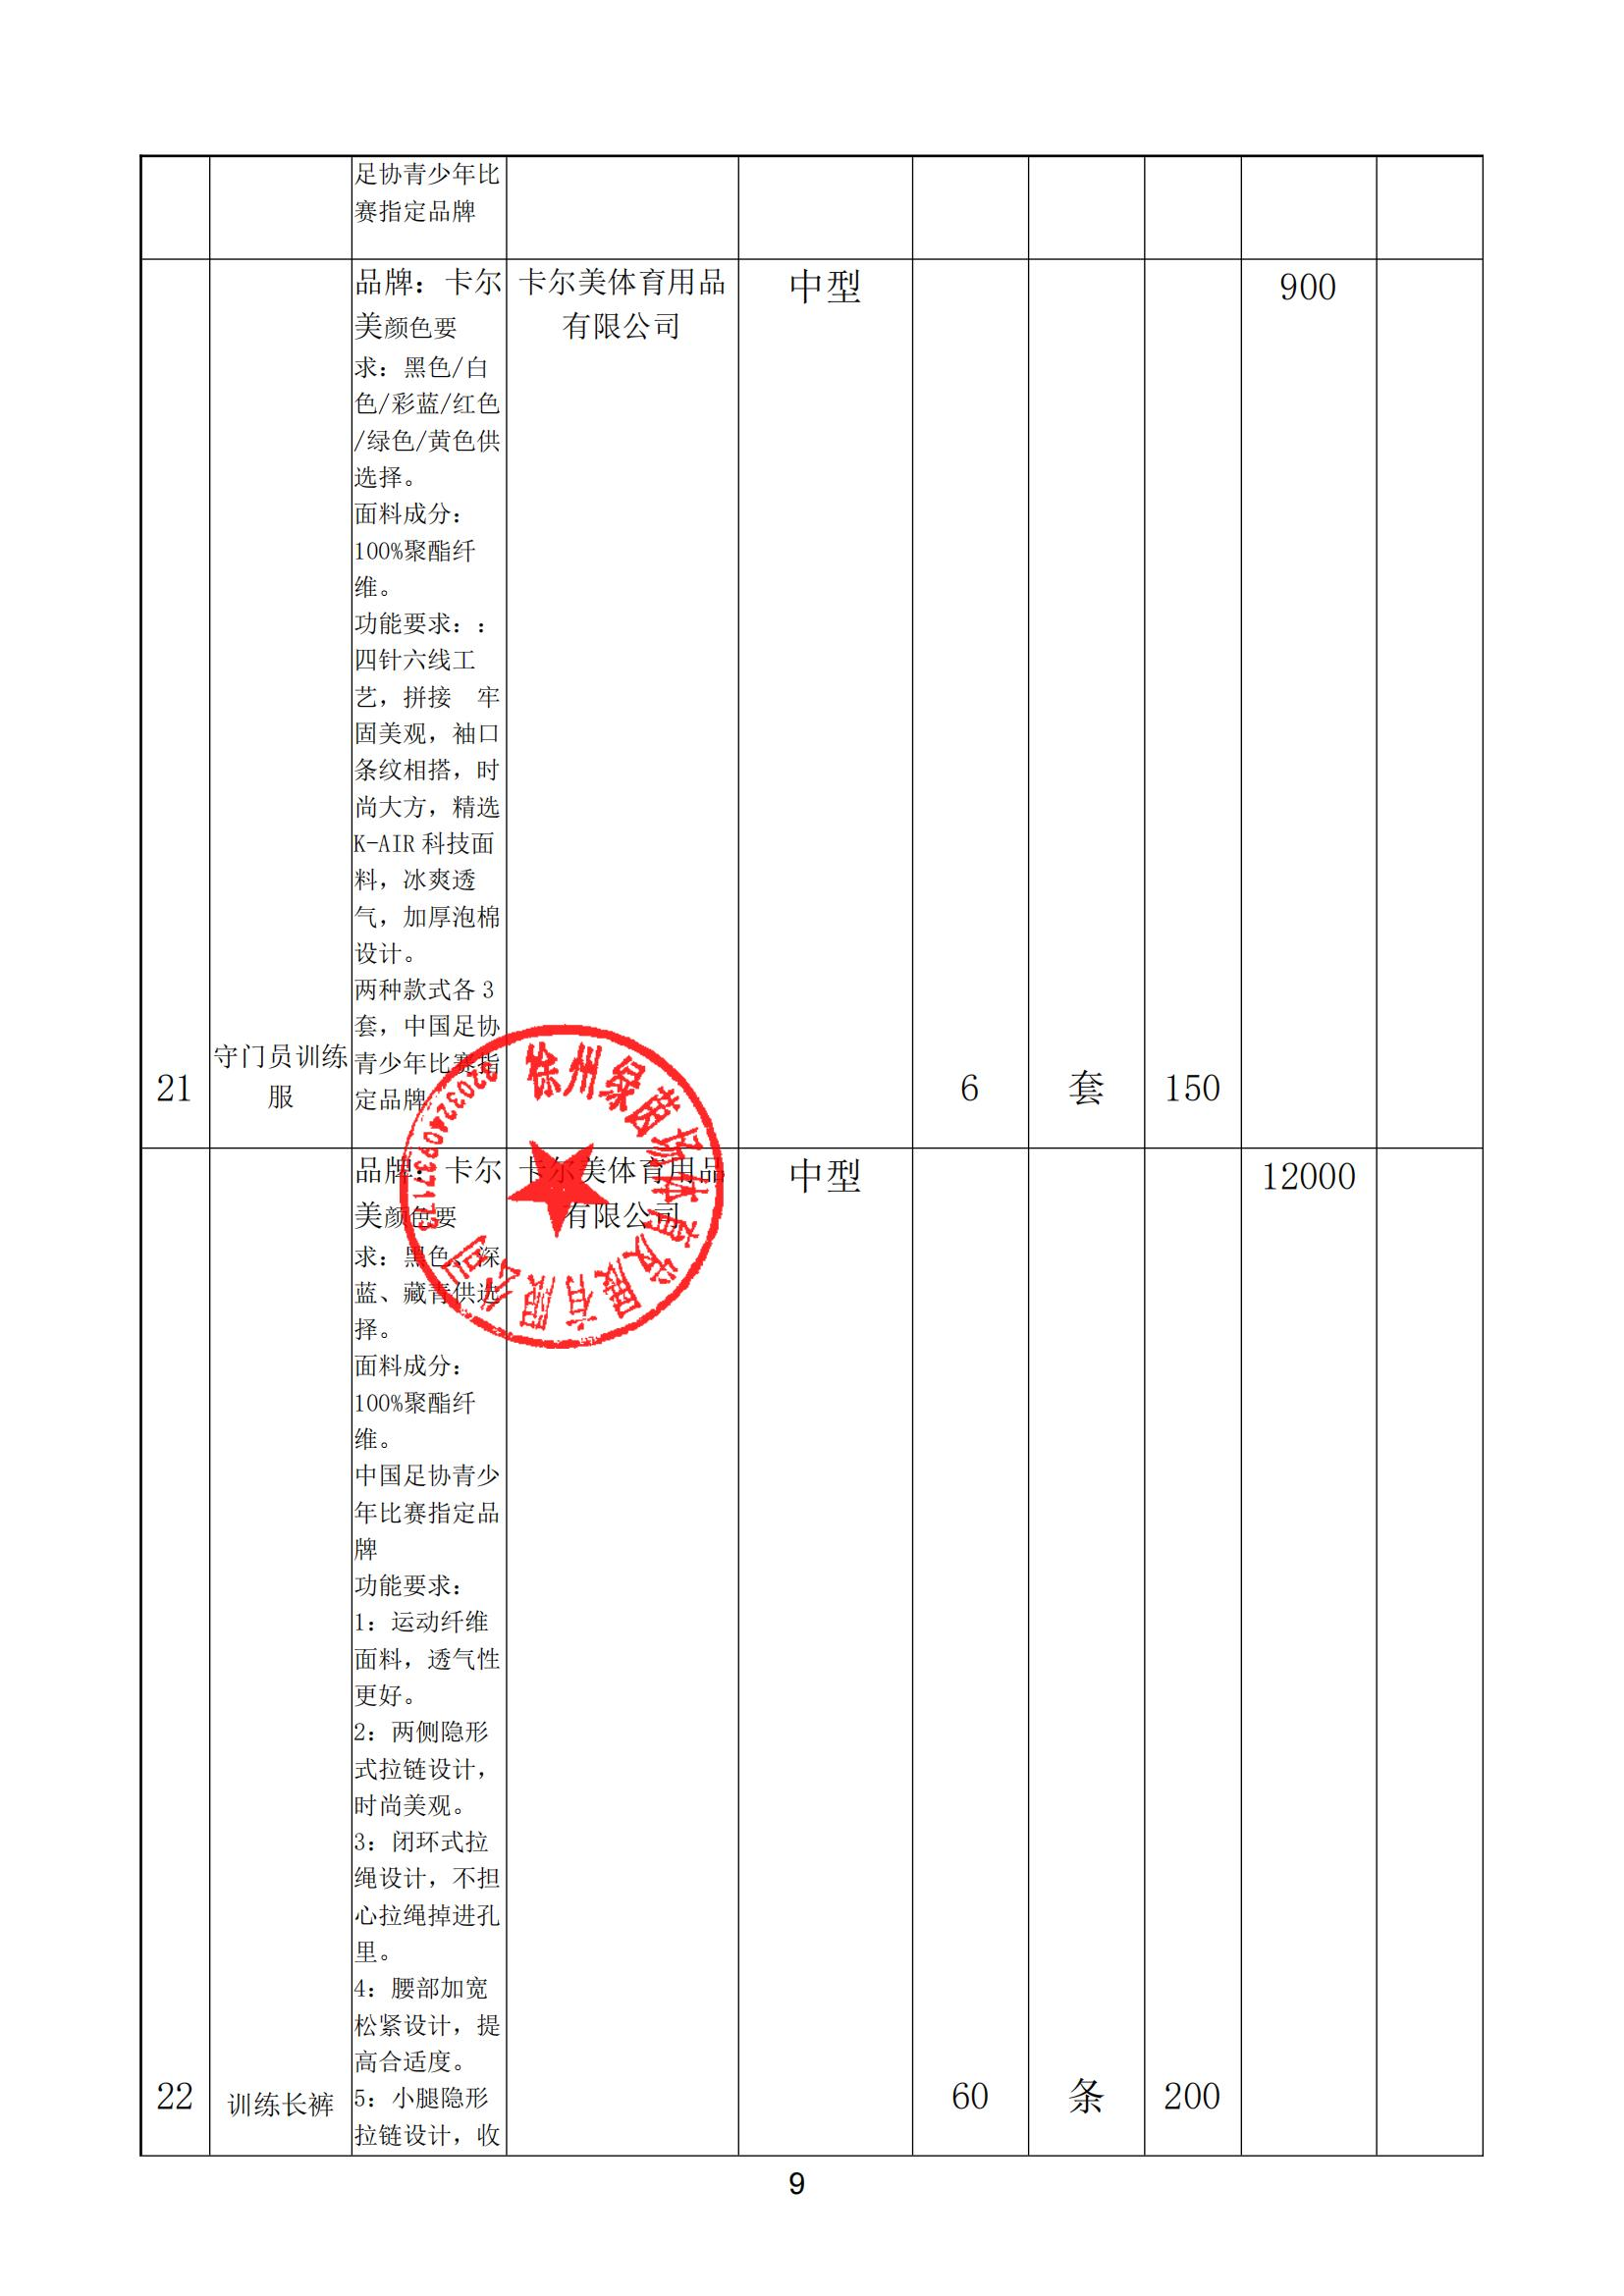 足协青少年比
赛指定品牌
品牌：卡尔
美颜色要
求：黑色/白
色/彩蓝/红色
/绿色/黄色供
选择。
面料成分：
100%聚酯纤
维。
功能要求：：
四针六线工
艺，拼接　牢
固美观，袖口
条纹相搭，时
尚大方，精选
K-AIR 科技面
料，冰爽透
气，加厚泡棉
设计。
两种款式各 3
套，中国足协
青少年比赛指
定品牌
卡尔美体育用品
有限公司
中型
900
21
守门员训练
服
6
套
150
品牌：卡尔
美颜色要
求：黑色、深
蓝、藏青供选
择。
面料成分：
100%聚酯纤
维。
中国足协青少
年比赛指定品
牌
功能要求：
1：运动纤维
面料，透气性
更好。
2：两侧隐形
式拉链设计，
时尚美观。
3：闭环式拉
绳设计，不担
心拉绳掉进孔
里。
4：腰部加宽
松紧设计，提
高合适度。
5：小腿隐形
拉链设计，收
卡尔美体育用品
有限公司
中型
12000
22
训练长裤
60
条
200
徐州绿茵场体育发展有限公司
9